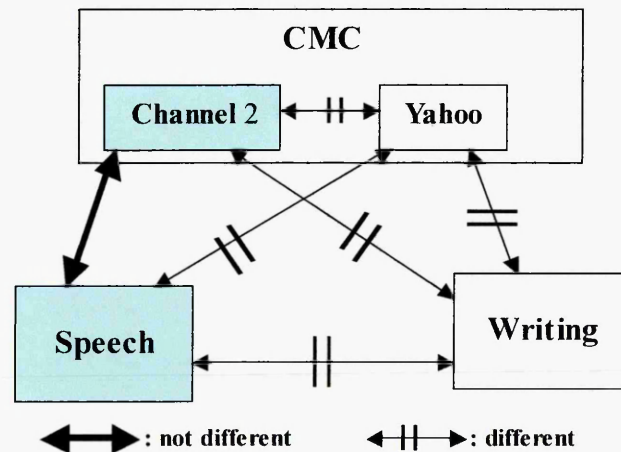 CMC
Channel 2
Yahoo
Speech
Writing
: not different
: different